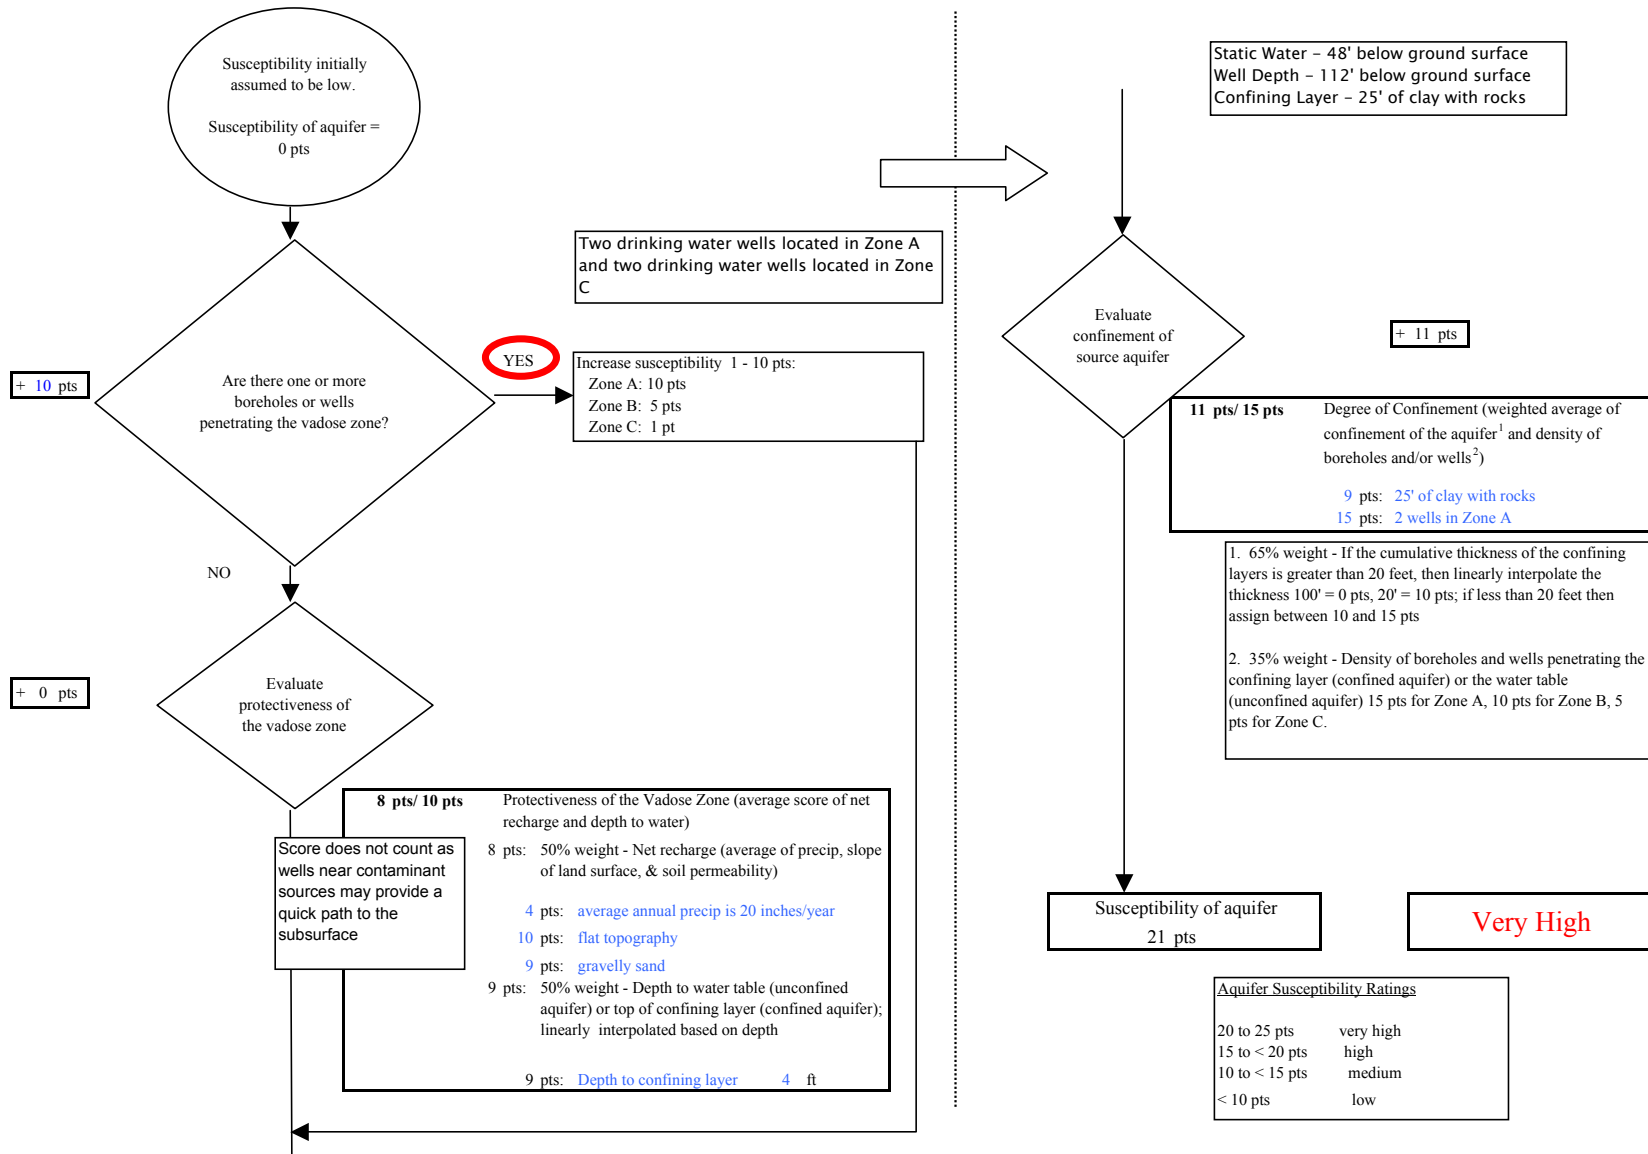 Susceptibility initially
assumed to be low.
Susceptibility of aquifer =
0 pts
Two drinking water wells located in Zone A
and two drinking water wells located in Zone
C
+ 10 pts
Are there one or more
boreholes or wells
penetrating the vadose zone?
YES
Increase susceptibility 1 - 10 pts:
Zone A: 10 pts
Zone B: 5 pts
Zone C: 1 pt
NO
+ 0 pts
Evaluate
protectiveness of
the vadose zone
8 pts/ 10 pts Protectiveness of the Vadose Zone (average score of net
recharge and depth to water)
Score does not count as
wells near contaminant
sources may provide a
quick path to the
subsurface
8 pts: 50% weight - Net recharge (average of precip, slope
of land surface, & soil permeability)
4 pts: average annual precip is 20 inches/year
10 pts: flat topography
9 pts: gravelly sand
9 pts: 50% weight - Depth to water table (unconfined
aquifer) or top of confining layer (confined aquifer);
linearly interpolated based on depth
9 pts: Depth to confining layer 4 ft
Static Water - 48' below ground surface
Well Depth - 112' below ground surface
Confining Layer - 25' of clay with rocks
Evaluate
confinement of
source aquifer
+ 11 pts
11 pts/ 15 pts Degree of Confinement (weighted average of
confinement of the aquifer1 and density of
boreholes and/or wells2)
9 pts: 25' of clay with rocks
15 pts: 2 wells in Zone A
1. 65% weight - If the cumulative thickness of the confining
layers is greater than 20 feet, then linearly interpolate the
thickness 100' = 0 pts, 20' = 10 pts; if less than 20 feet then
assign between 10 and 15 pts
2. 35% weight - Density of boreholes and wells penetrating the
confining layer (confined aquifer) or the water table
(unconfined aquifer) 15 pts for Zone A, 10 pts for Zone B, 5
pts for Zone C.
Susceptibility of aquifer
21 pts
Very High
Aquifer Susceptibility Ratings
20 to 25 pts very high
15 to < 20 pts high
10 to < 15 pts medium
< 10 pts low